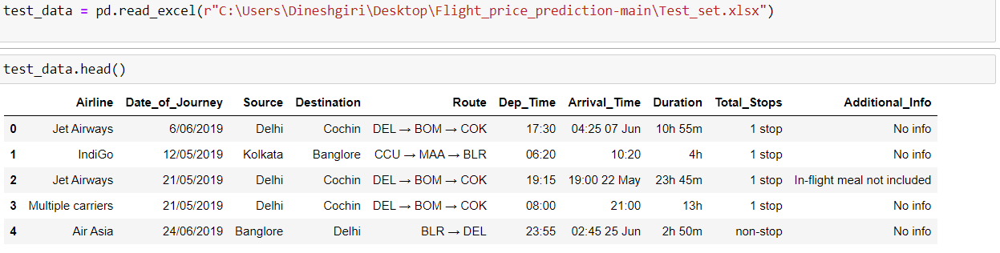 test_data = pd.read_excel(r"C:\Users\Dineshgiri\Desktop\Flight_price_prediction-main\Test_set.xlsx")
test_data.head()
Airline Date_of_Journey Source Destination Route Dep_Time Arrival_Time Duration Total_Stops Additional_Info
0 Jet Airways 6/06/2019 Delhi Cochin DEL → BOM → COK 17:30 04:25 07 Jun 10h 55m 1 stop No info
1 IndiGo 12/05/2019 Kolkata Banglore CCU → MAA → BLR 06:20 10:20 4h 1 stop No info
2 Jet Airways 21/05/2019 Delhi Cochin DEL → BOM → COK 19:15 19:00 22 May 23h 45m 1 stop In-flight meal not included
3 Multiple carriers 21/05/2019 Delhi Cochin DEL → BOM → COK 08:00 21:00 13h 1 stop No info
4 Air Asia 24/06/2019 Banglore Delhi BLR → DEL 23:55 02:45 25 Jun 2h 50m non-stop No info